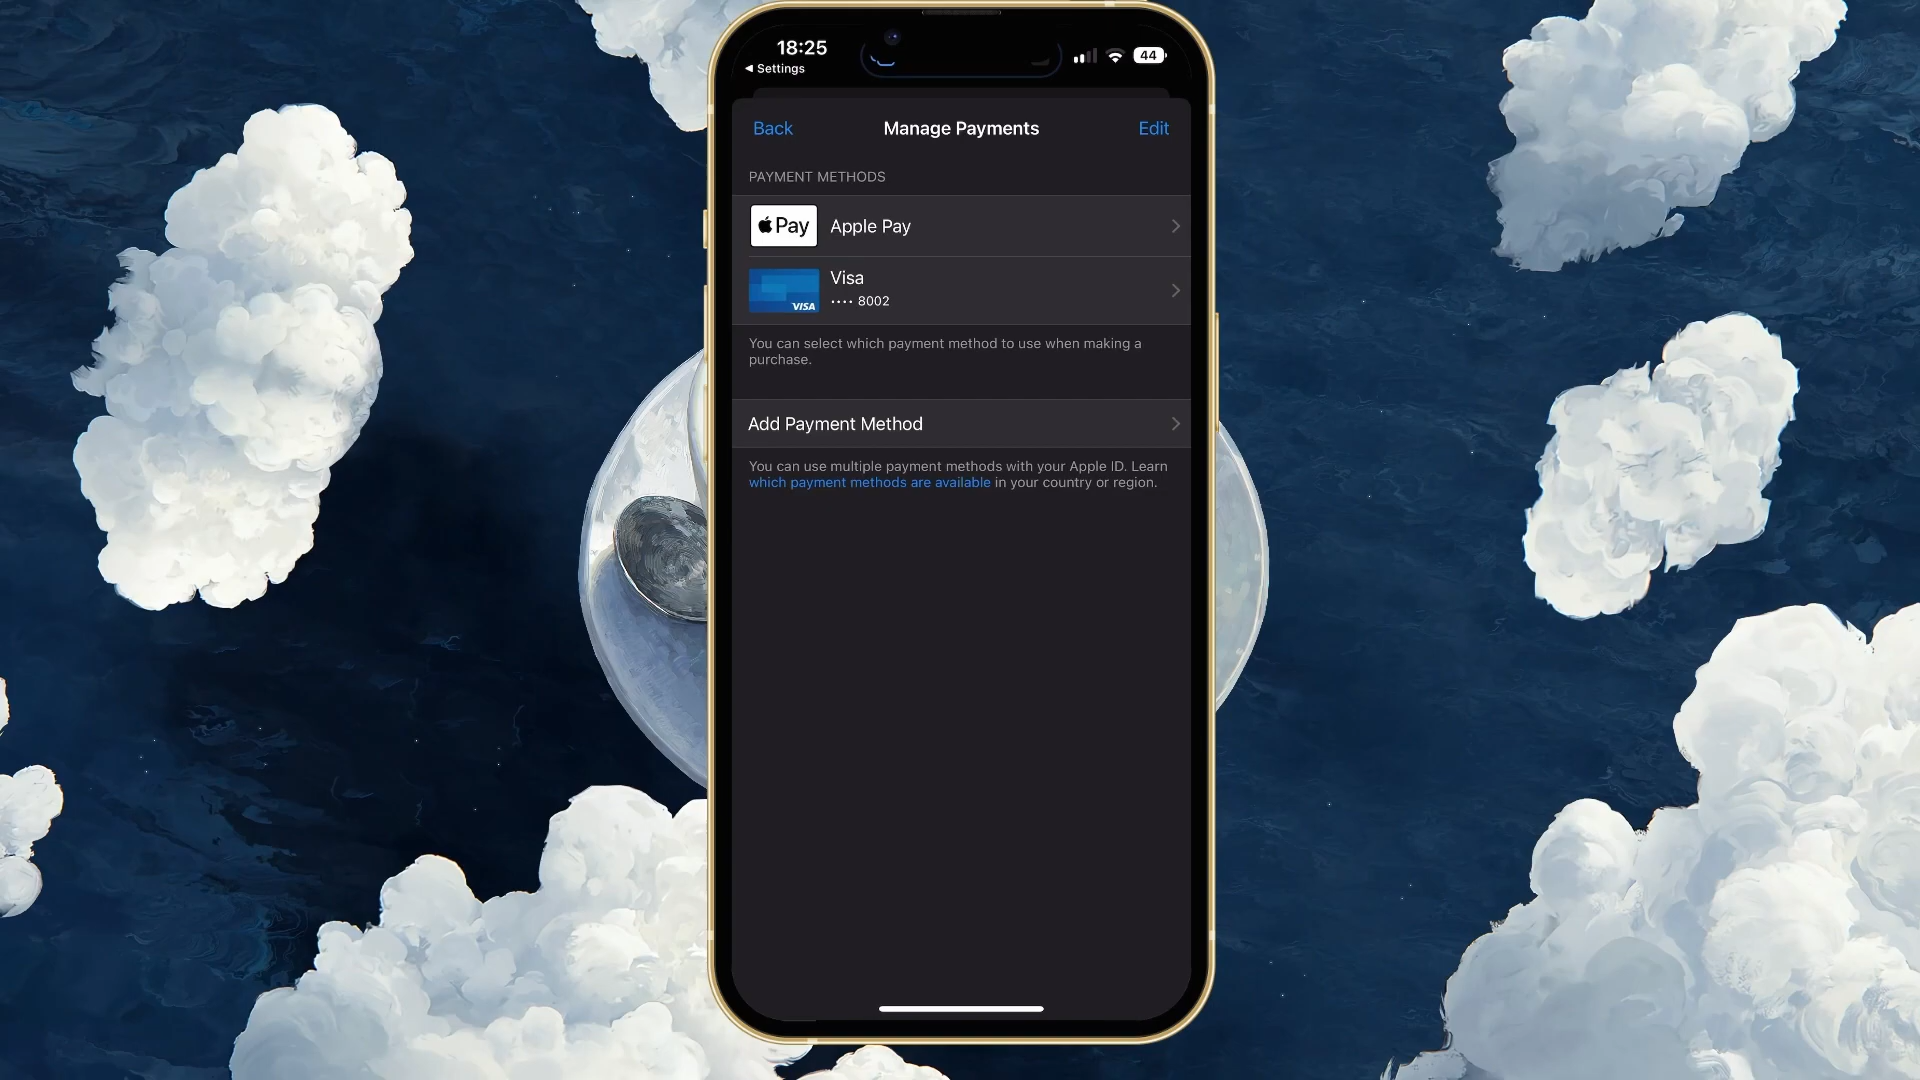 18:25
44
◀ Settings
Back
Manage Payments
Edit
PAYMENT METHODS
Pay
Apple Pay
VISA
Visa
•••• 8002
You can select which payment method to use when making a
purchase.
Add Payment Method
You can use multiple payment methods with your Apple ID. Learn
which payment methods are available in your country or region.